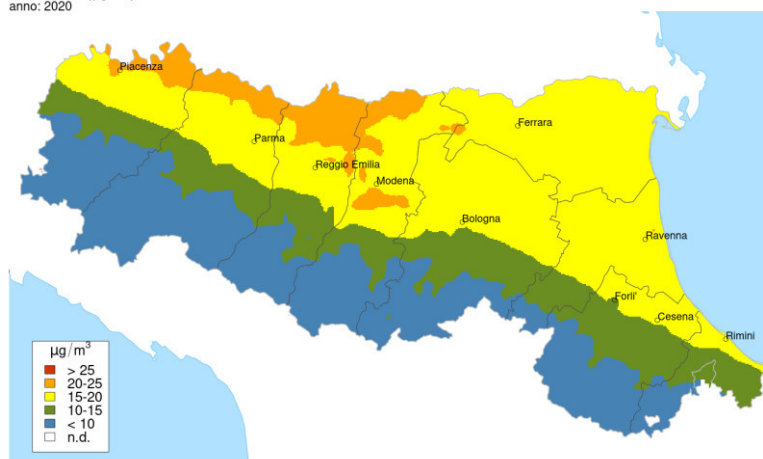 anno: 2020
Piacenza
Ferrara
Parma
Reggio Emilia
Modena
Bologna
Ravenna
Forlì'
Cesena
Rimini
µg/m³
> 25
20-25
15-20
10-15
< 10
n.d.